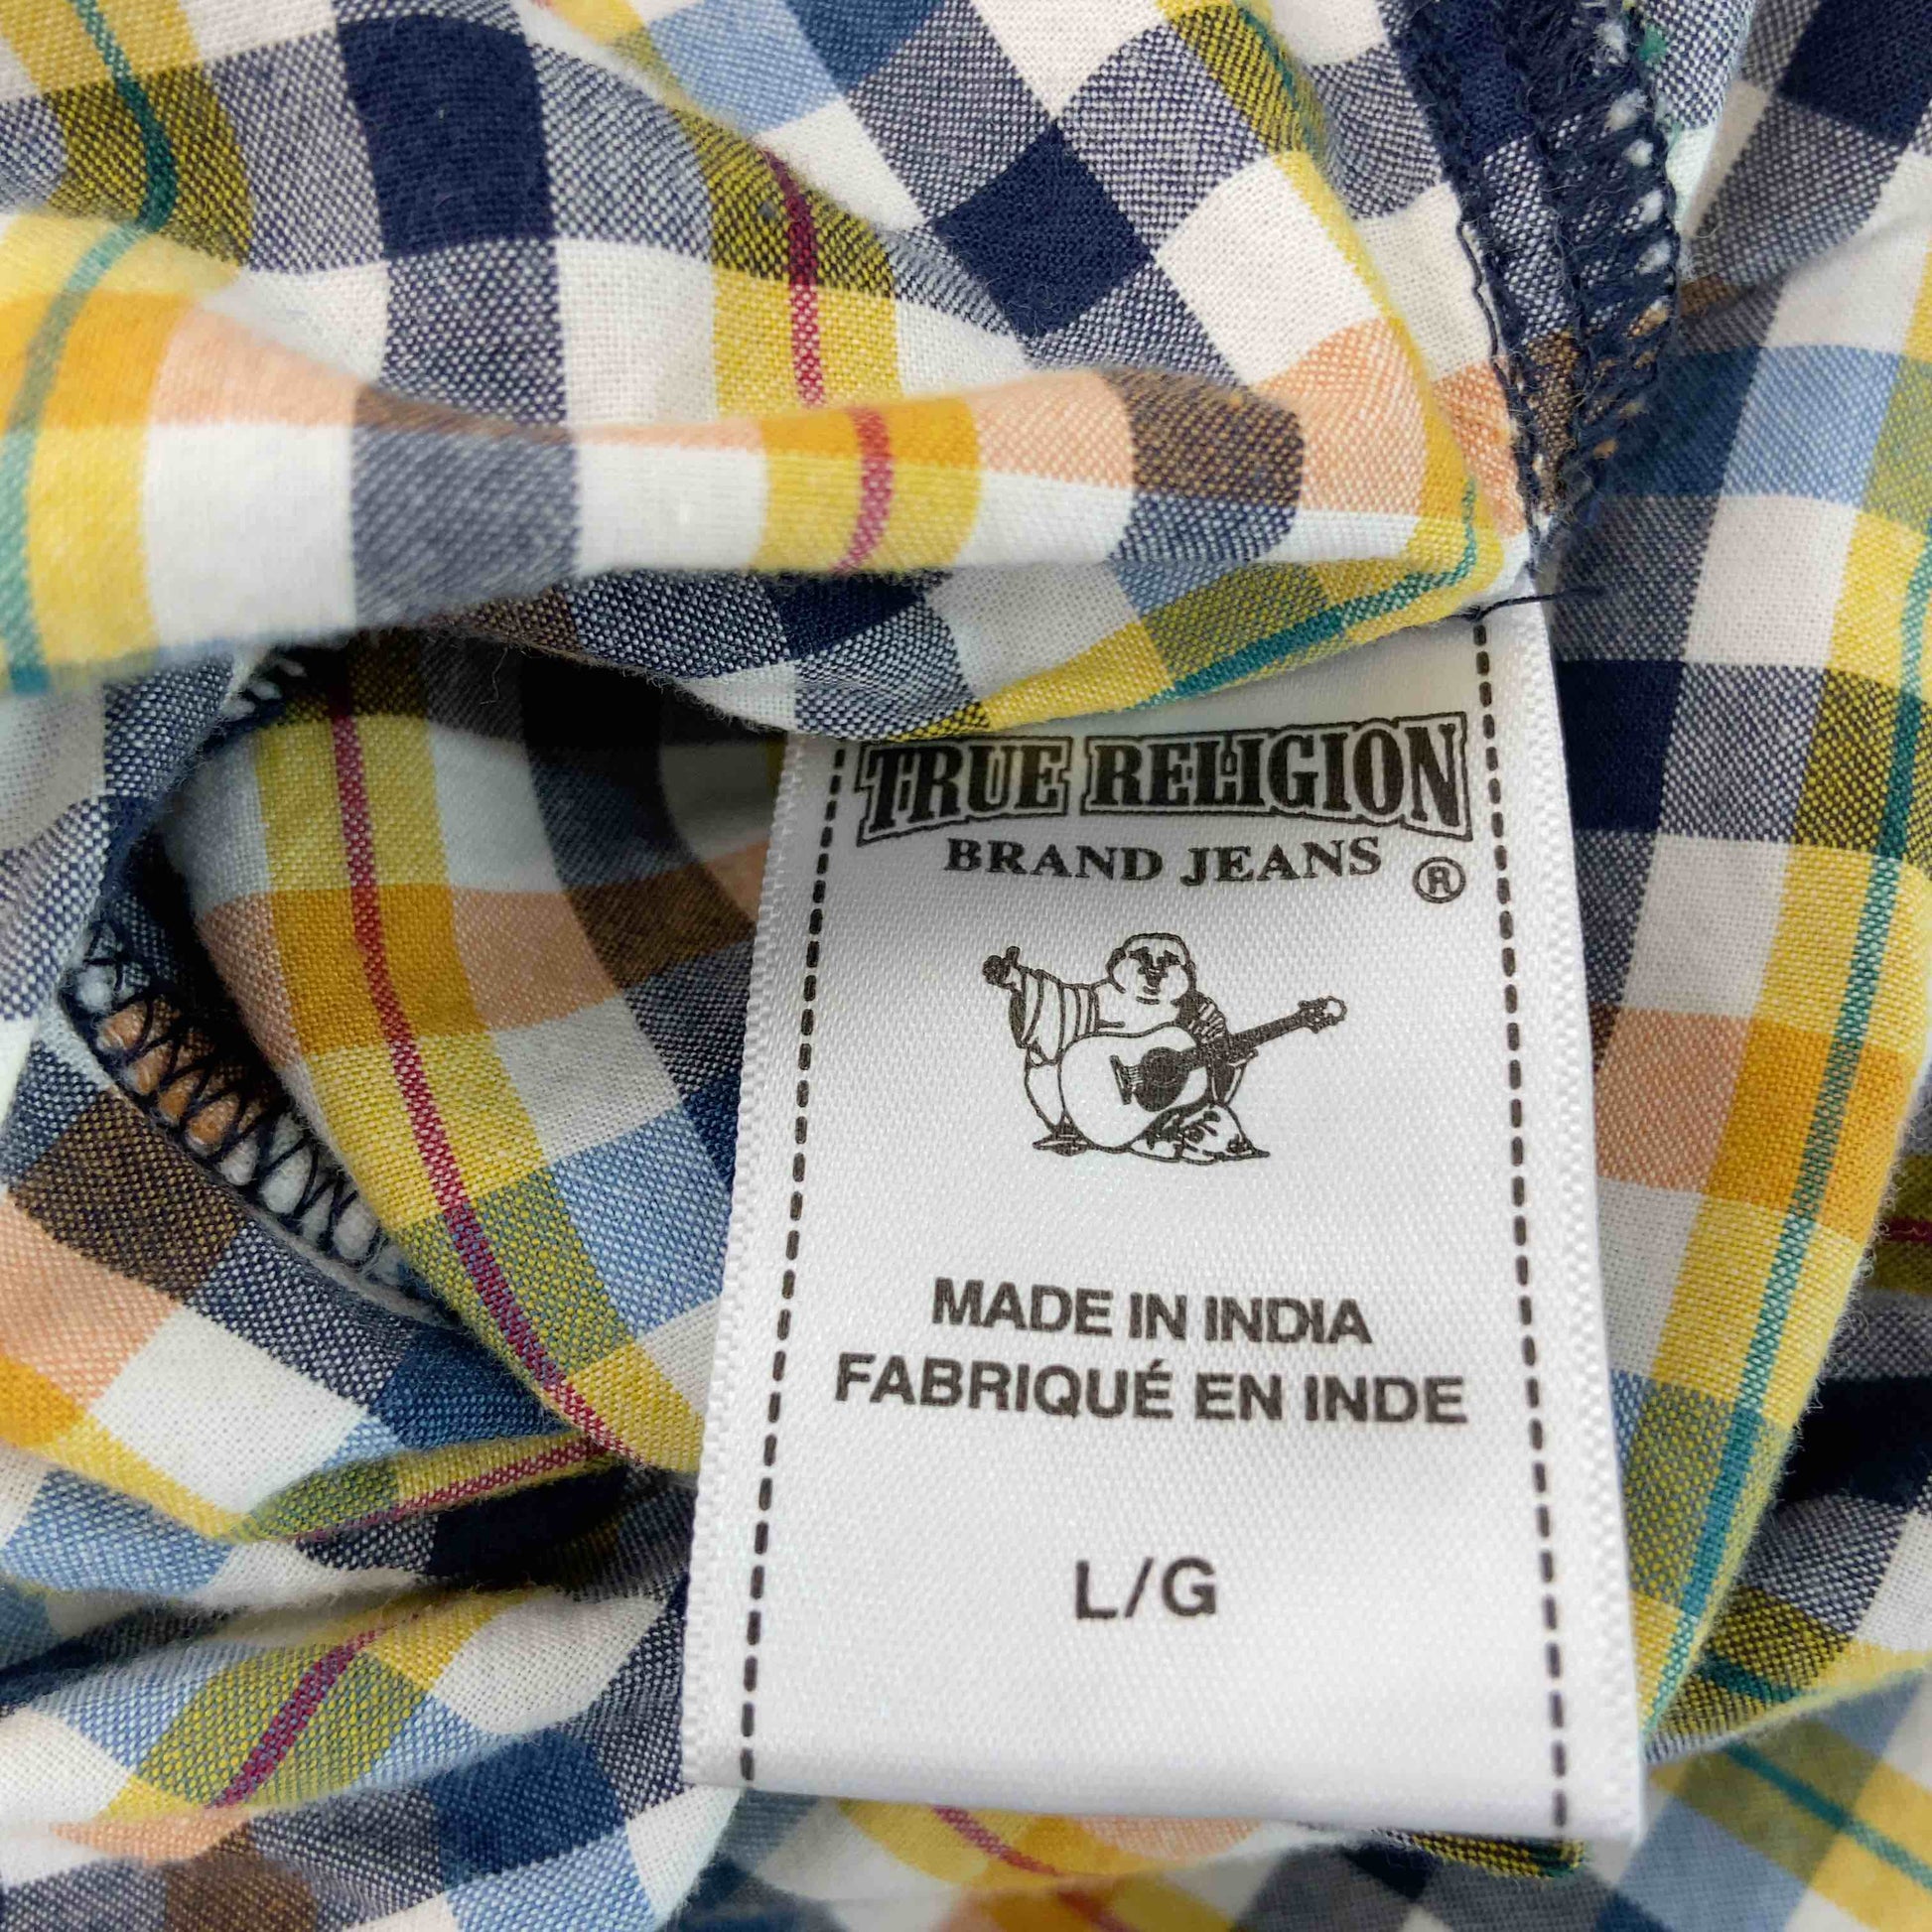 TRUE RELIGION
BRAND JEANS ®
MADE IN INDIA
FABRIQUÉ EN INDE
L/G